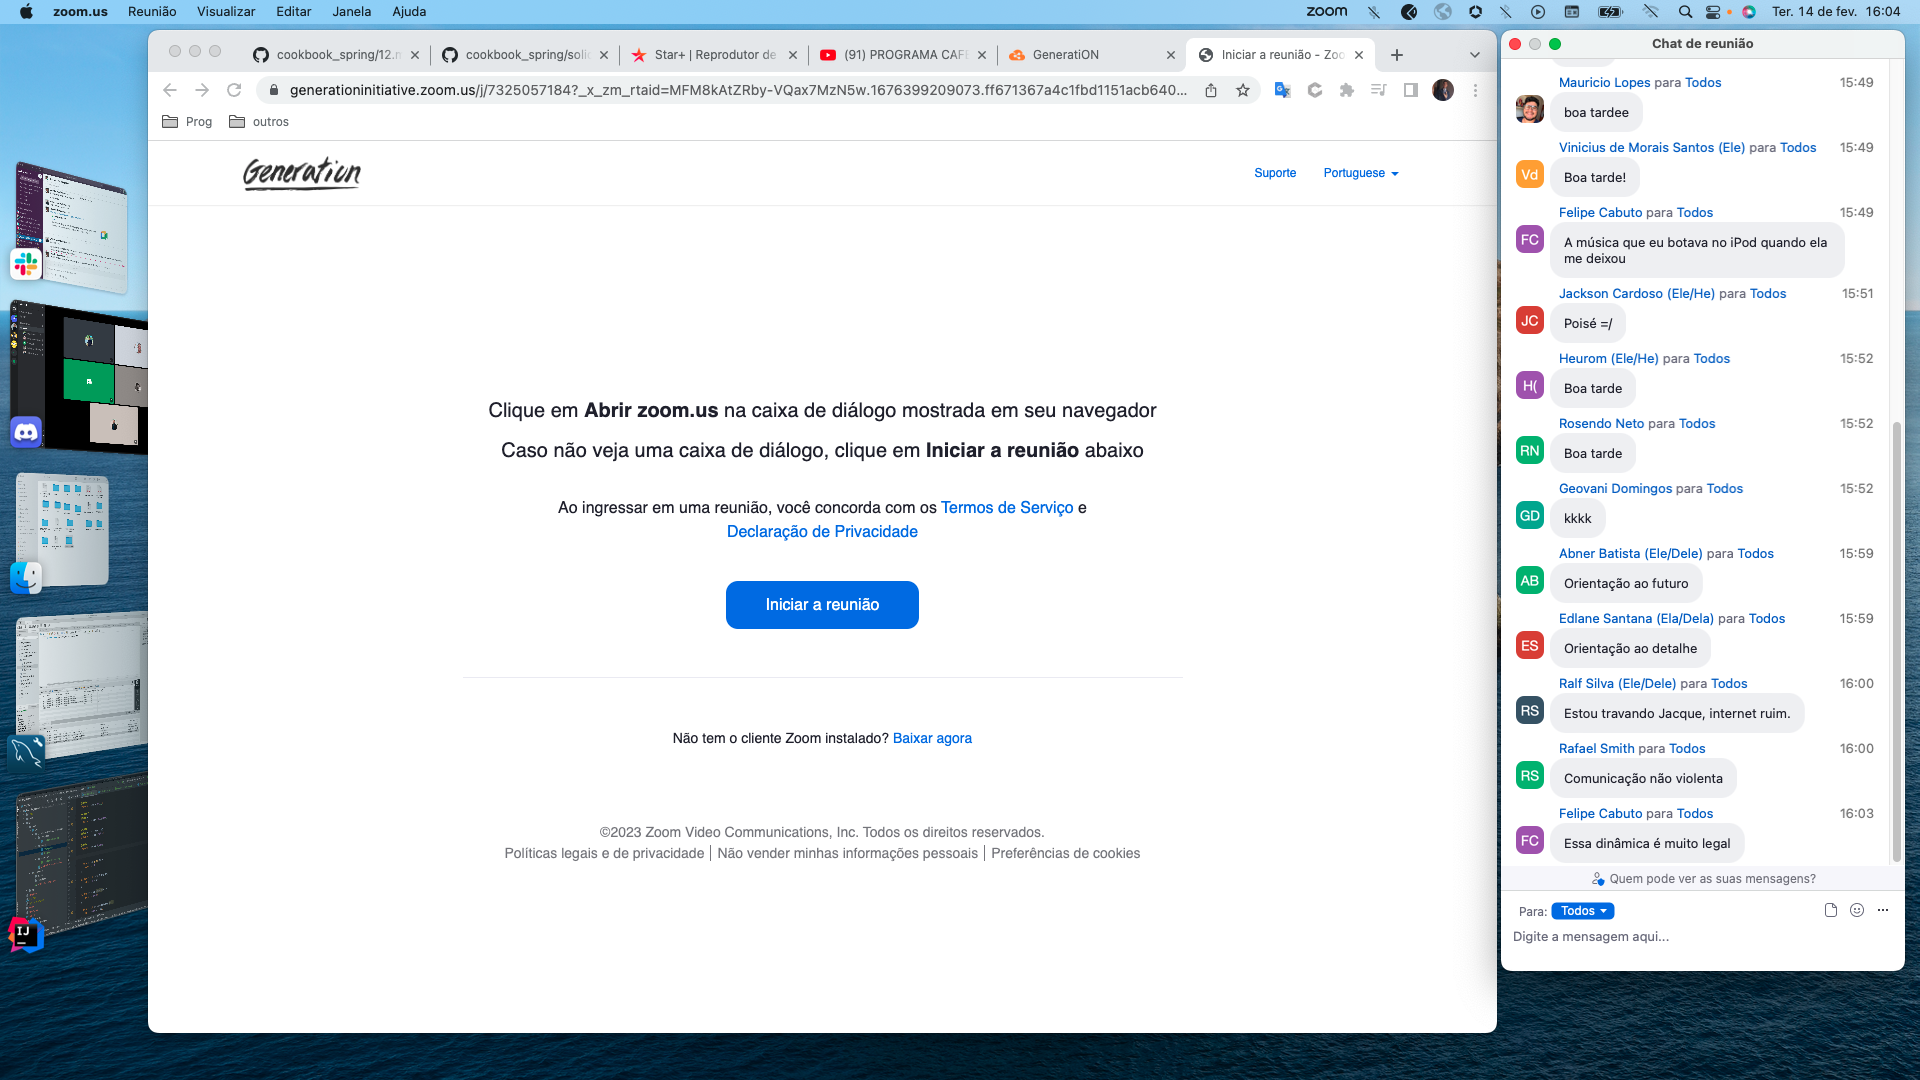 zoom.us Reunião Visualizar Editar Janela Ajuda
zoom Ter. 14 de fev. 16:04
cookbook_spring/12.m
cookbook_spring/solid
Star+ | Reprodutor de
(91) PROGRAMA CAFÉ
GeneratiON
Iniciar a reunião - Zoo
generationinitiative.zoom.us/j/7325057184?_x_zm_rtaid=MFM8kAtZRby-VQax7MzN5w.1676399209073.ff671367a4c1fbd1151acb640...
Prog outros
Generation
Suporte Portuguese
Clique em Abrir zoom.us na caixa de diálogo mostrada em seu navegador
Caso não veja uma caixa de diálogo, clique em Iniciar a reunião abaixo
Ao ingressar em uma reunião, você concorda com os Termos de Serviço e
Declaração de Privacidade
Iniciar a reunião
Não tem o cliente Zoom instalado? Baixar agora
©2023 Zoom Video Communications, Inc. Todos os direitos reservados.
Políticas legais e de privacidade | Não vender minhas informações pessoais | Preferências de cookies
IJ
Chat de reunião
Mauricio Lopes para Todos 15:49
boa tardee
Vinicius de Morais Santos (Ele) para Todos 15:49
Vd
Boa tarde!
Felipe Cabuto para Todos 15:49
FC
A música que eu botava no iPod quando ela
me deixou
Jackson Cardoso (Ele/He) para Todos 15:51
JC
Poisé =/
Heurom (Ele/He) para Todos 15:52
H(
Boa tarde
Rosendo Neto para Todos 15:52
RN
Boa tarde
Geovani Domingos para Todos 15:52
GD
kkkk
Abner Batista (Ele/Dele) para Todos 15:59
AB
Orientação ao futuro
Edlane Santana (Ela/Dela) para Todos 15:59
ES
Orientação ao detalhe
Ralf Silva (Ele/Dele) para Todos 16:00
RS
Estou travando Jacque, internet ruim.
Rafael Smith para Todos 16:00
RS
Comunicação não violenta
Felipe Cabuto para Todos 16:03
FC
Essa dinâmica é muito legal
Quem pode ver as suas mensagens?
Para: Todos
Digite a mensagem aqui...